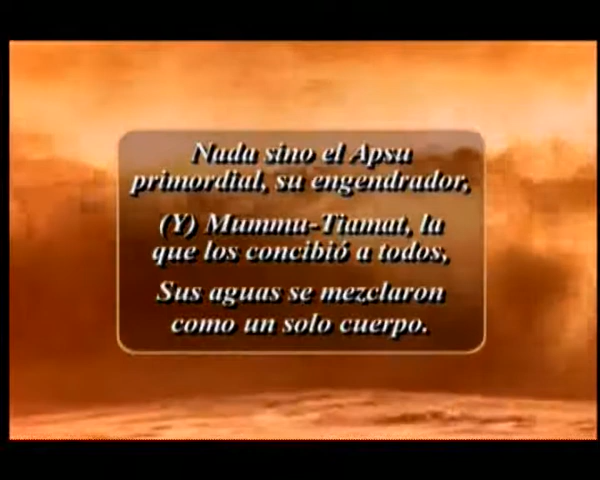 Nada sino el Apsu
primordial, su engendrador,
(Y) Mummu-Tiamat, la
que los concibió a todos,
Sus aguas se mezclaron
como un solo cuerpo.